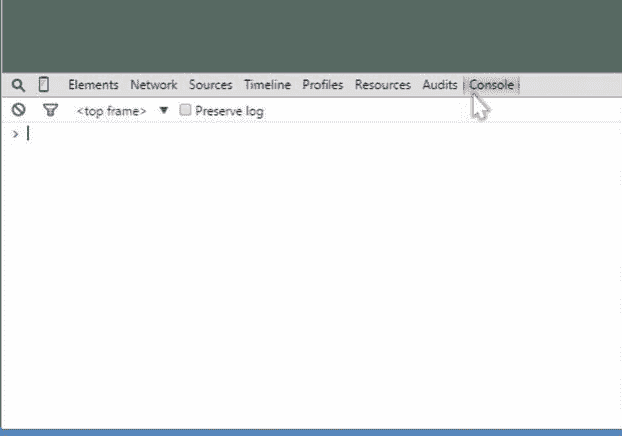 Elements Network Sources Timeline Profiles Resources Audits Console
<top frame> ▼ Preserve log
>